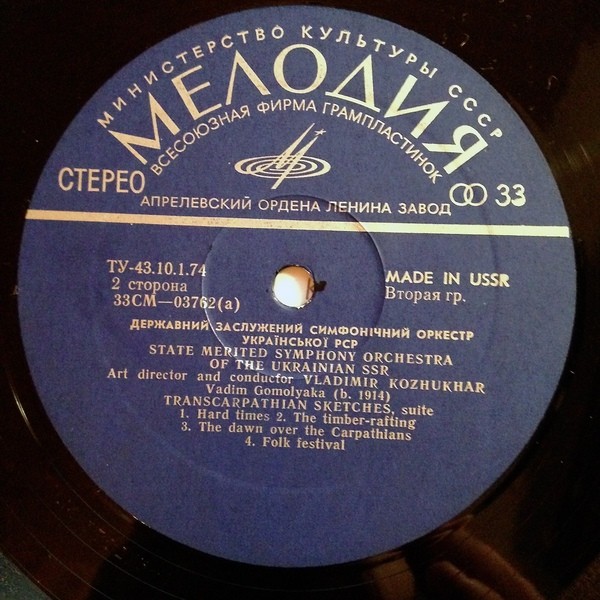 МИНИСТЕРСТВО КУЛЬТУРЫ СССР
МЕЛОДИЯ
ВСЕСОЮЗНАЯ ФИРМА ГРАМПЛАСТИНОК
СТЕРЕО
33
АПРЕЛЕВСКИЙ ОРДЕНА ЛЕНИНА ЗАВОД
ТУ-43.10.1.74
2 сторона
33СМ—03762(а)
MADE IN USSR
Вторая гр.
ДЕРЖАВНИЙ ЗАСЛУЖЕНИЙ СИМФОНІЧНИЙ ОРКЕСТР
УКРАЇНСЬКОЇ РСР
STATE MERITED SYMPHONY ORCHESTRA
OF THE UKRAINIAN SSR
Art director and conductor VLADIMIR KOZHUKHAR
Vadim Gomolyaka (b. 1914)
TRANSCARPATHIAN SKETCHES, suite
1. Hard times 2. The timber-rafting
3. The dawn over the Carpathians
4. Folk festival